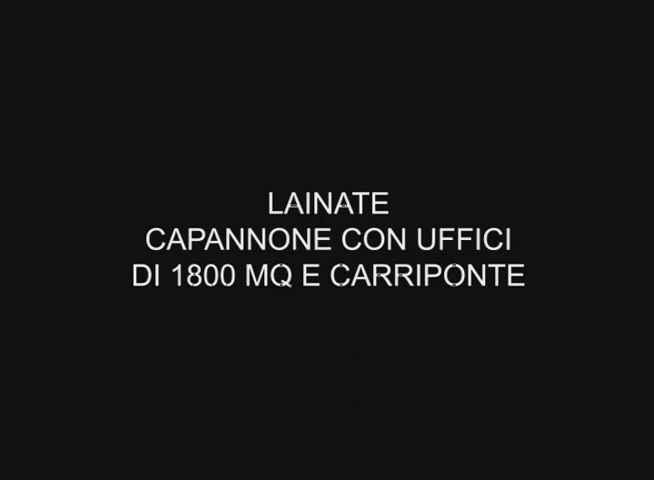 LAINATE
CAPANNONE CON UFFICI
DI 1800 MQ E CARRIPONTE